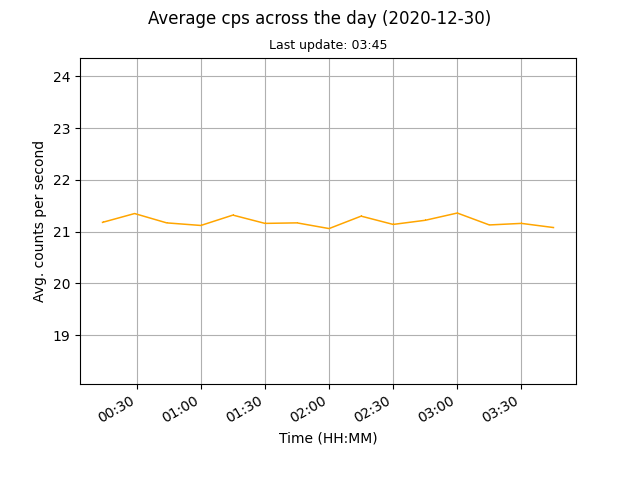 Average cps across the day (2020-12-30)
Last update: 03:45
24
23
22
21
20
19
Avg. counts per second
00:30 01:00 01:30 02:00 02:30 03:00 03:30
Time (HH:MM)